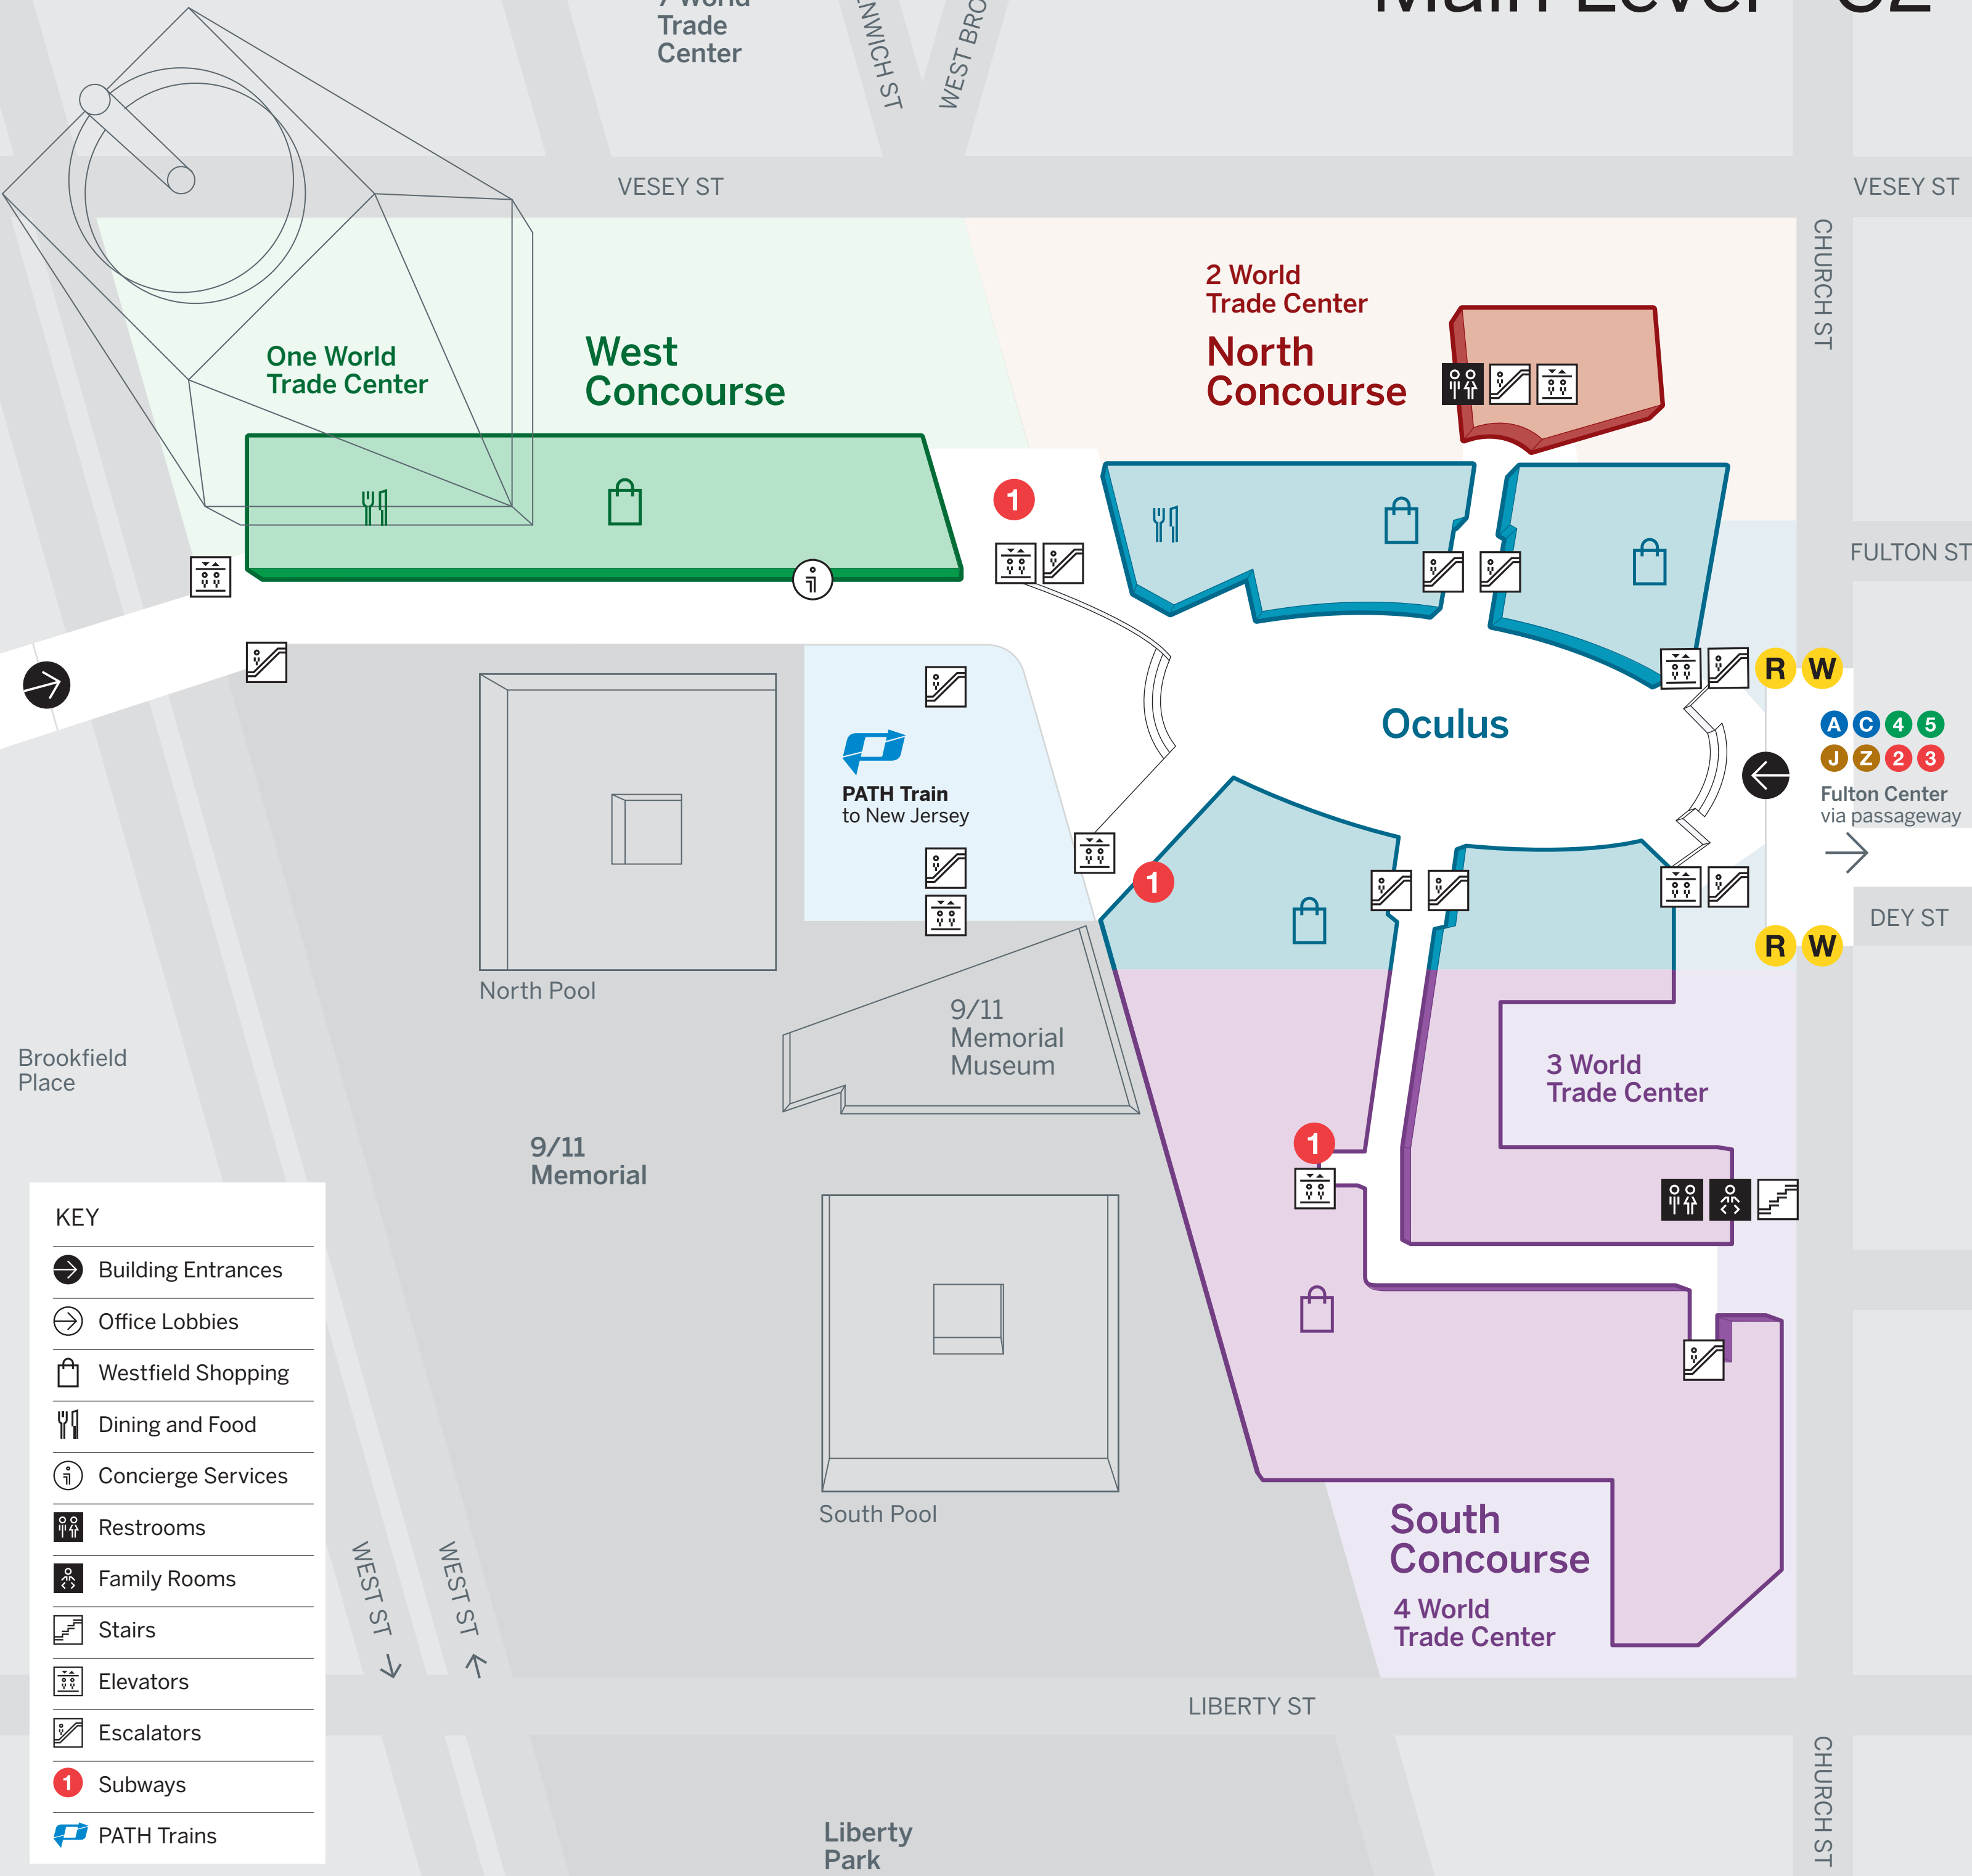 Main Level
World
Trade
Center
VESEY ST
VESEY ST
CHURCH ST
2 World
Trade Center
North
Concourse
One World
Trade Center
West
Concourse
1
FULTON ST
R W
Oculus
A C 4 5
J Z 2 3
Fulton Center
via passageway
PATH Train
to New Jersey
1
DEY ST
R W
North Pool
9/11
Memorial
Museum
Brookfield
Place
3 World
Trade Center
9/11
Memorial
1
KEY
Building Entrances
Office Lobbies
Westfield Shopping
Dining and Food
Concierge Services
Restrooms
Family Rooms
Stairs
Elevators
Escalators
1 Subways
PATH Trains
South Pool
South
Concourse
4 World
Trade Center
WEST ST
WEST ST
LIBERTY ST
CHURCH ST
Liberty
Park